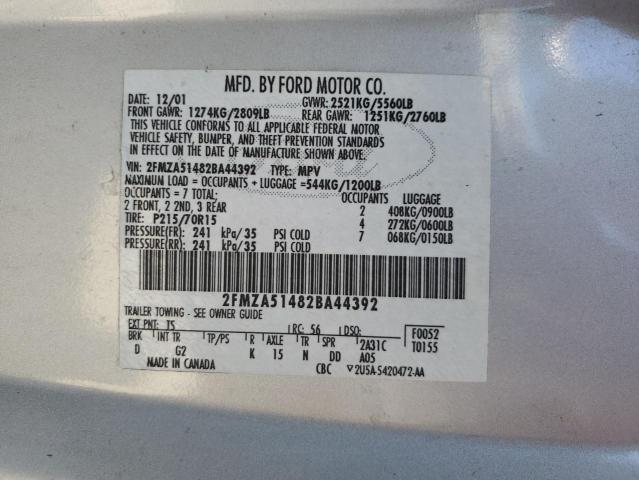 MFD. BY FORD MOTOR CO.
DATE: 12/01 GVWR: 2521KG/5560LB
FRONT GAWR: 1274KG/2809LB REAR GAWR: 1251KG/2760LB
THIS VEHICLE CONFORMS TO ALL APPLICABLE FEDERAL MOTOR
VEHICLE SAFETY, BUMPER, AND THEFT PREVENTION STANDARDS
IN EFFECT ON THE DATE OF MANUFACTURE SHOWN ABOVE.
VIN: 2FMZA51482BA44392 TYPE: MPV
MAXIMUM LOAD = OCCUPANTS + LUGGAGE = 544KG/1200LB
OCCUPANTS = 7 TOTAL; OCCUPANTS LUGGAGE
2 FRONT, 2 2ND, 3 REAR 2 408KG/0900LB
TIRE: P215/70R15 4 272KG/0600LB
PRESSURE(FR): 241 kPa/35 PSI COLD 7 068KG/0150LB
PRESSURE(RR): 241 kPa/35 PSI COLD
2FMZA51482BA44392
TRAILER TOWING - SEE OWNER GUIDE
EXT PNT: TS RC: 56 DSO: F0052
BRK INT TR TP/PS R AXLE TR SPR 2A31C T0155
D G2 K 15 N DD A05
MADE IN CANADA CBC ▽2U5A-5420472-AA